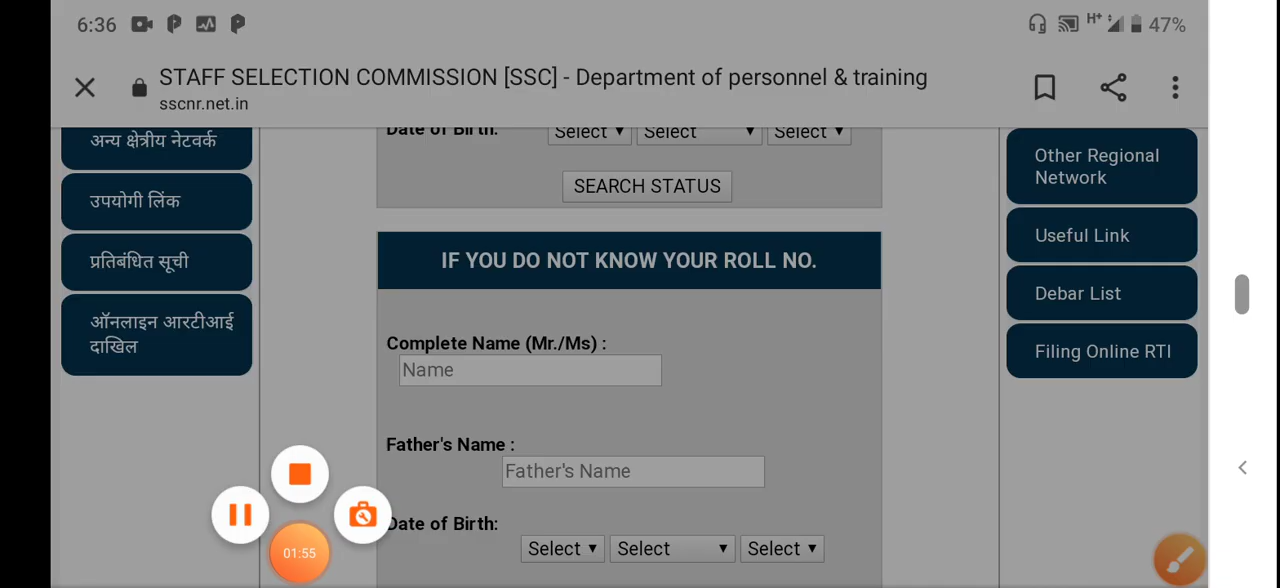 6:36
H+ 47%
STAFF SELECTION COMMISSION [SSC] - Department of personnel & training
sscnr.net.in
अन्य क्षेत्रीय नेटवर्क
उपयोगी लिंक
प्रतिबंधित सूची
ऑनलाइन आरटीआई
दाखिल
Date of Birth: Select Select Select
SEARCH STATUS
IF YOU DO NOT KNOW YOUR ROLL NO.
Complete Name (Mr./Ms) :
Name
Father's Name :
Father's Name
Date of Birth:
Select Select Select
Other Regional
Network
Useful Link
Debar List
Filing Online RTI
01:55